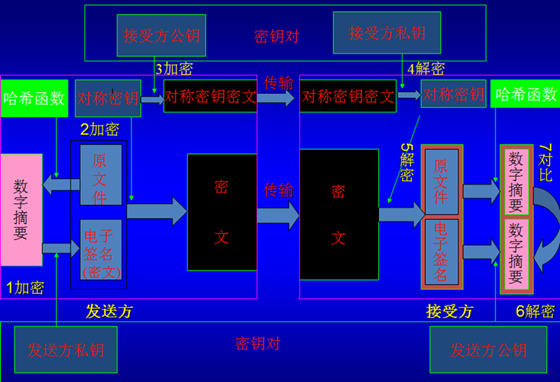 接受方公钥
密钥对
接受方私钥
3加密
4解密
哈希函数
对称密钥
对称密钥密文
传输
对称密钥密文
对称密钥
哈希函数
2加密
数字摘要
原文件
密文
传输
密文
5解密
原文件
数字摘要
7对比
电子
签名
(密文)
电子签名
数字摘要
1加密
发送方
接受方
6解密
发送方私钥
密钥对
发送方公钥